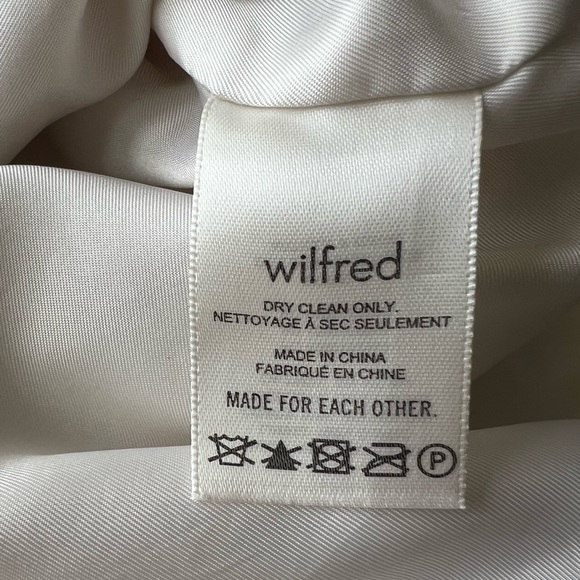 wilfred
DRY CLEAN ONLY.
NETTOYAGE À SEC SEULEMENT
MADE IN CHINA
FABRIQUÉ EN CHINE
MADE FOR EACH OTHER.
P